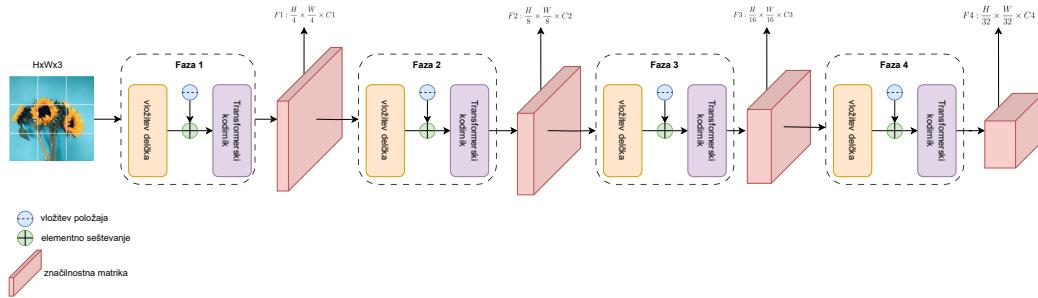 F1 : H/4 × W/4 × C1
F2 : H/8 × W/8 × C2
F3 : H/16 × W/16 × C3
F4 : H/32 × W/32 × C4
HxWx3
Faza 1
vložitev delčka
Transformerski
kodirnik
Faza 2
vložitev delčka
Transformerski
kodirnik
Faza 3
vložitev delčka
Transformerski
kodirnik
Faza 4
vložitev delčka
Transformerski
kodirnik
vložitev položaja
elementno seštevanje
značilnostna matrika